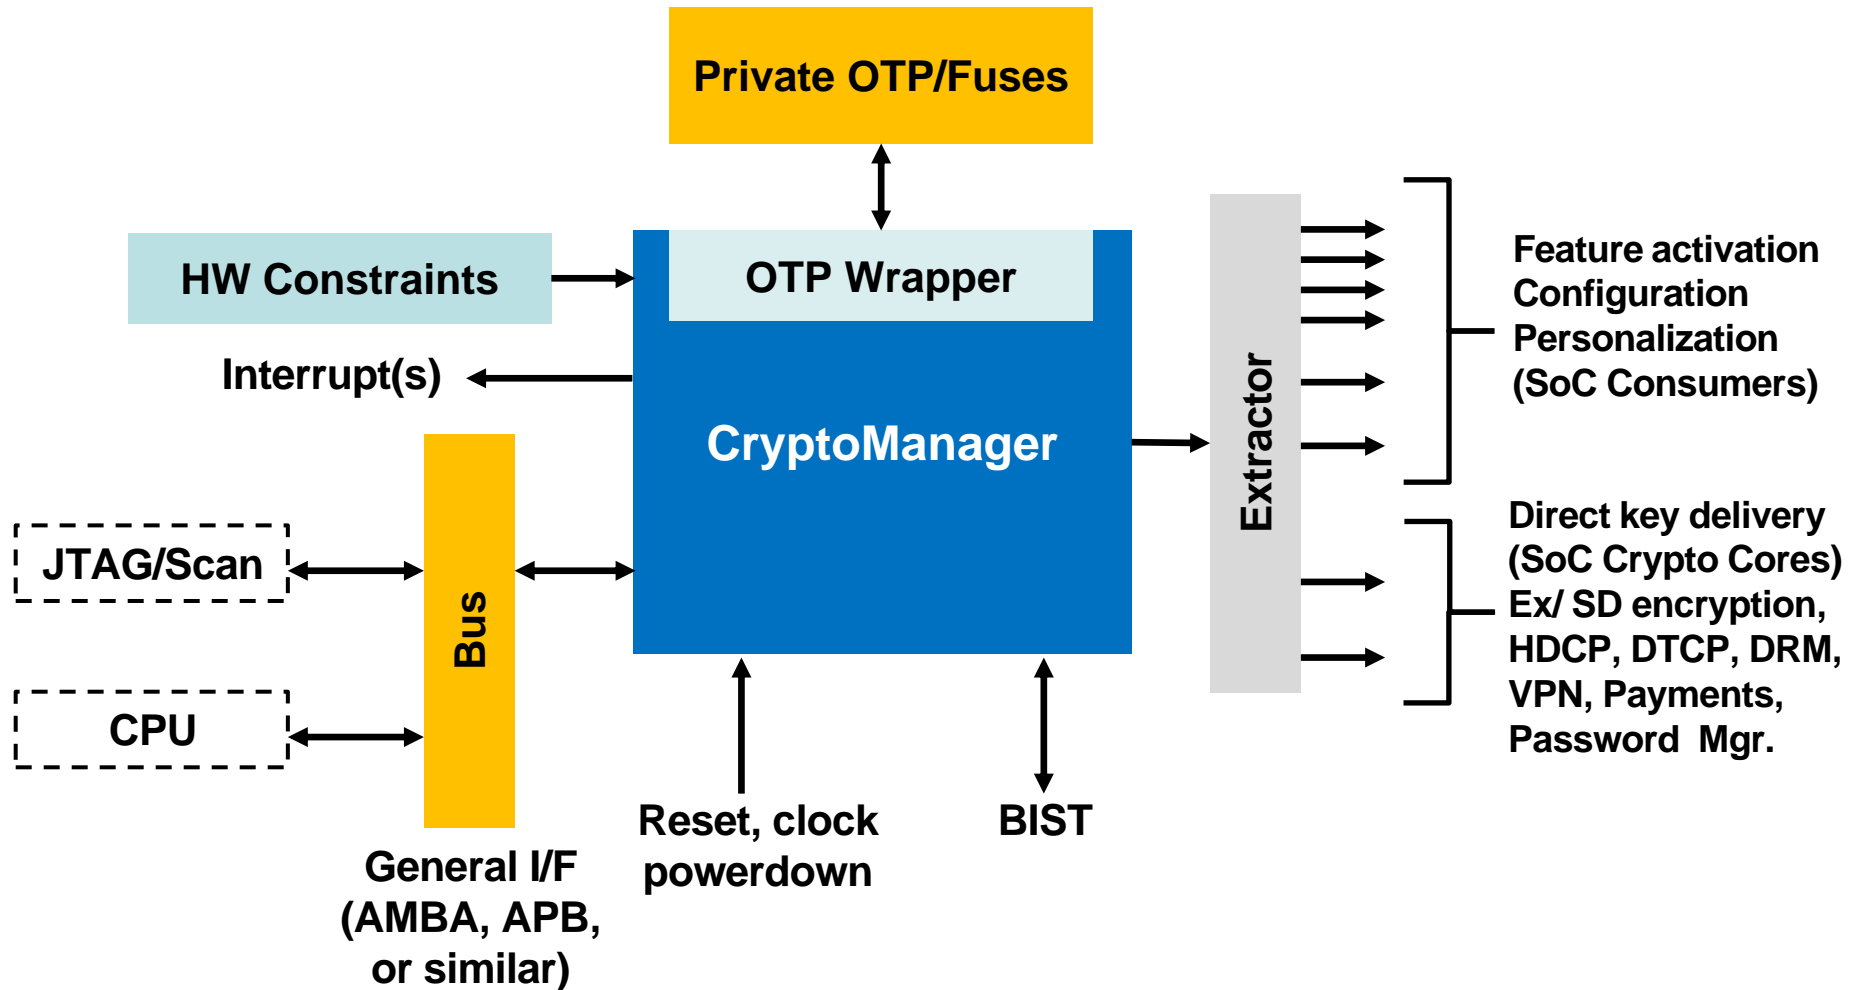 Private OTP/Fuses
HW Constraints
OTP Wrapper
Interrupt(s)
CryptoManager
Extractor
Feature activation
Configuration
Personalization
(SoC Consumers)
JTAG/Scan
CPU
Bus
General I/F
(AMBA, APB,
or similar)
Reset, clock
powerdown
BIST
Direct key delivery
(SoC Crypto Cores)
Ex/ SD encryption,
HDCP, DTCP, DRM,
VPN, Payments,
Password  Mgr.